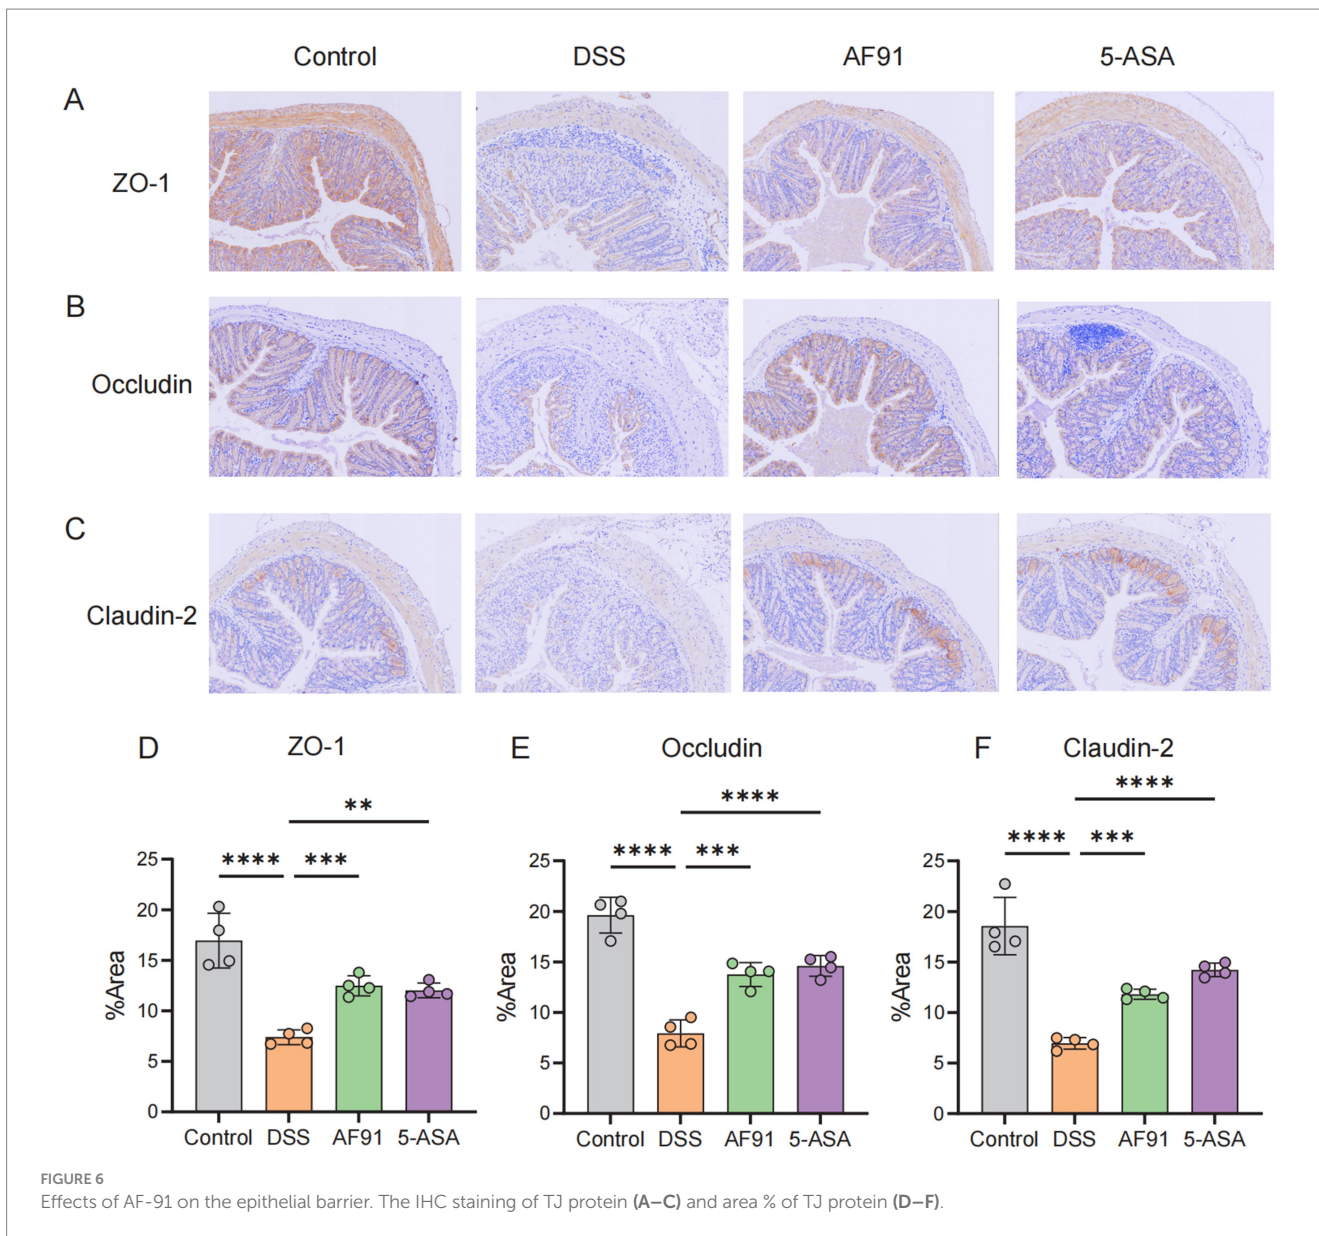 Control DSS AF91 5-ASA
A
ZO-1
B
Occludin
C
Claudin-2
D ZO-1
**
**** ***
%Area
25
20
15
10
5
0
Control DSS AF91 5-ASA
E Occludin
****
**** ***
%Area
25
20
15
10
5
0
Control DSS AF91 5-ASA
F Claudin-2
****
**** ***
%Area
25
20
15
10
5
0
Control DSS AF91 5-ASA
FIGURE 6
Effects of AF-91 on the epithelial barrier. The IHC staining of TJ protein (A–C) and area % of TJ protein (D–F).